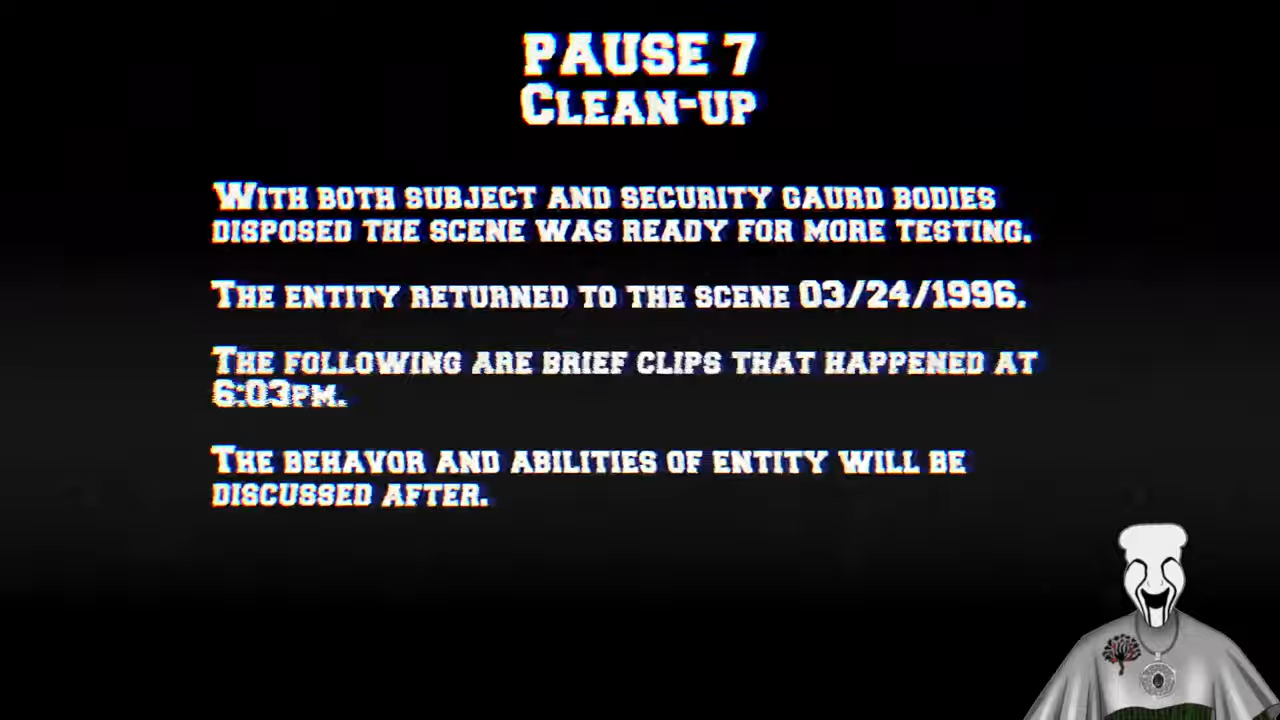 PAUSE 7
CLEAN-UP
WITH BOTH SUBJECT AND SECURITY GAURD BODIES
DISPOSED THE SCENE WAS READY FOR MORE TESTING.
THE ENTITY RETURNED TO THE SCENE 03/24/1996.
THE FOLLOWING ARE BRIEF CLIPS THAT HAPPENED AT
6:03PM.
THE BEHAVOR AND ABILITIES OF ENTITY WILL BE
DISCUSSED AFTER.